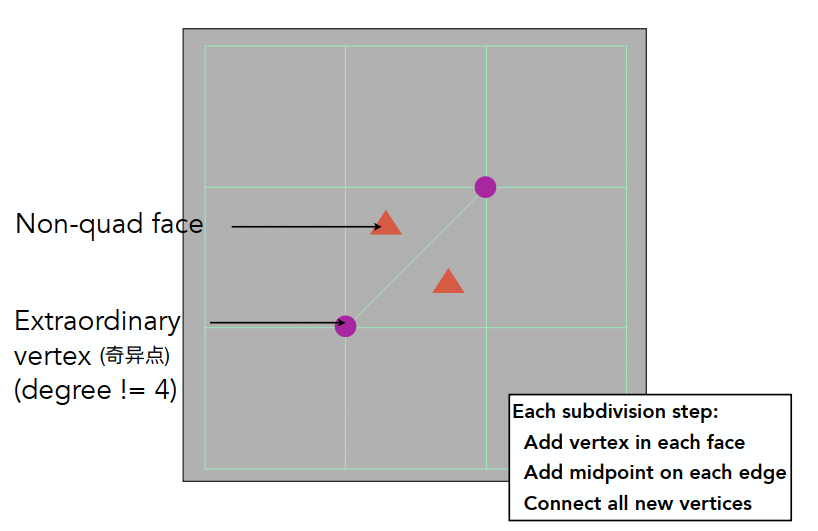 Non-quad face
Extraordinary
vertex (奇异点)
(degree != 4)
Each subdivision step:
Add vertex in each face
Add midpoint on each edge
Connect all new vertices